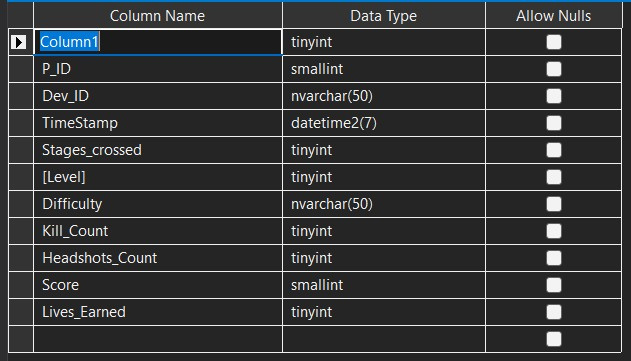 Column Name Data Type Allow Nulls
Column1 tinyint
P_ID smallint
Dev_ID nvarchar(50)
TimeStamp datetime2(7)
Stages_crossed tinyint
[Level] tinyint
Difficulty nvarchar(50)
Kill_Count tinyint
Headshots_Count tinyint
Score smallint
Lives_Earned tinyint